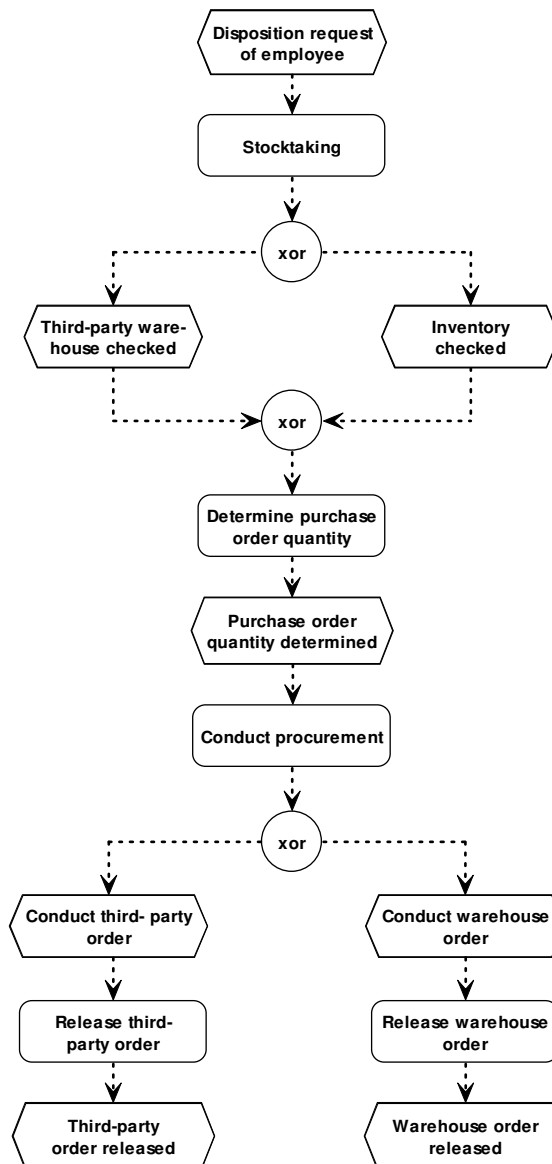 Disposition request
of employee
Stocktaking
xor
Third-party ware-
house checked
Inventory
checked
xor
Determine purchase
order quantity
Purchase order
quantity determined
Conduct procurement
xor
Conduct third- party
order
Conduct warehouse
order
Release third-
party order
Release warehouse
order
Third-party
order released
Warehouse order
released